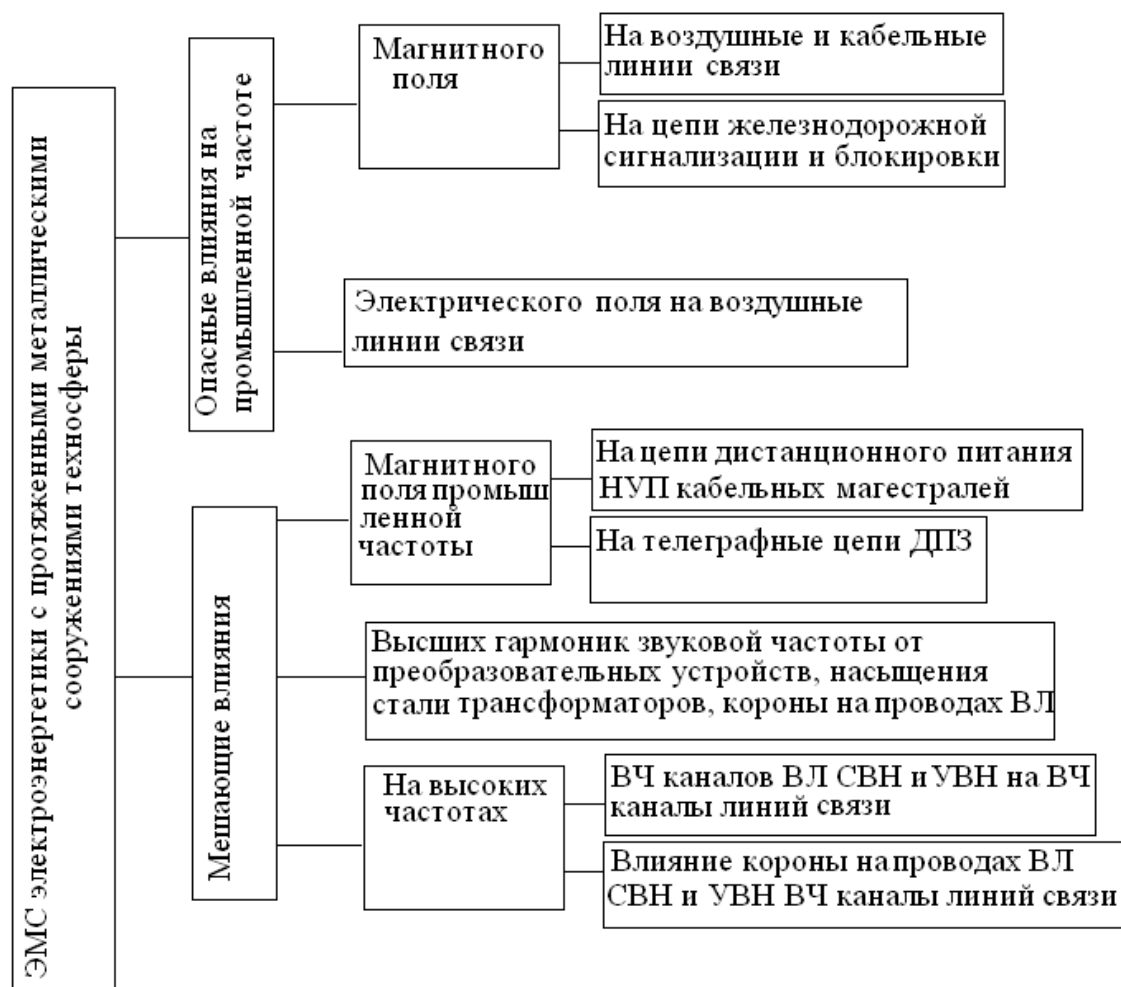 ЭМС электроэнергетики с протяженными металлическими
сооружениями техносферы
Опасные влияния на
промышленной частоте
Магнитного
поля
На воздушные и кабельные
линии связи
На цепи железнодорожной
сигнализации и блокировки
Электрического поля на воздушные
линии связи
Мешающие влияния
Магнитного
поля промыш
ленной
частоты
На цепи дистанционного питания
НУП кабельных магестралей
На телеграфные цепи ДПЗ
Высших гармоник звуковой частоты от
преобразовательных устройств, насыщения
стали трансформаторов, короны на проводах ВЛ
На высоких
частотах
ВЧ каналов ВЛ СВН и УВН на ВЧ
каналы линий связи
Влияние короны на проводах ВЛ
СВН и УВН ВЧ каналы линий связи